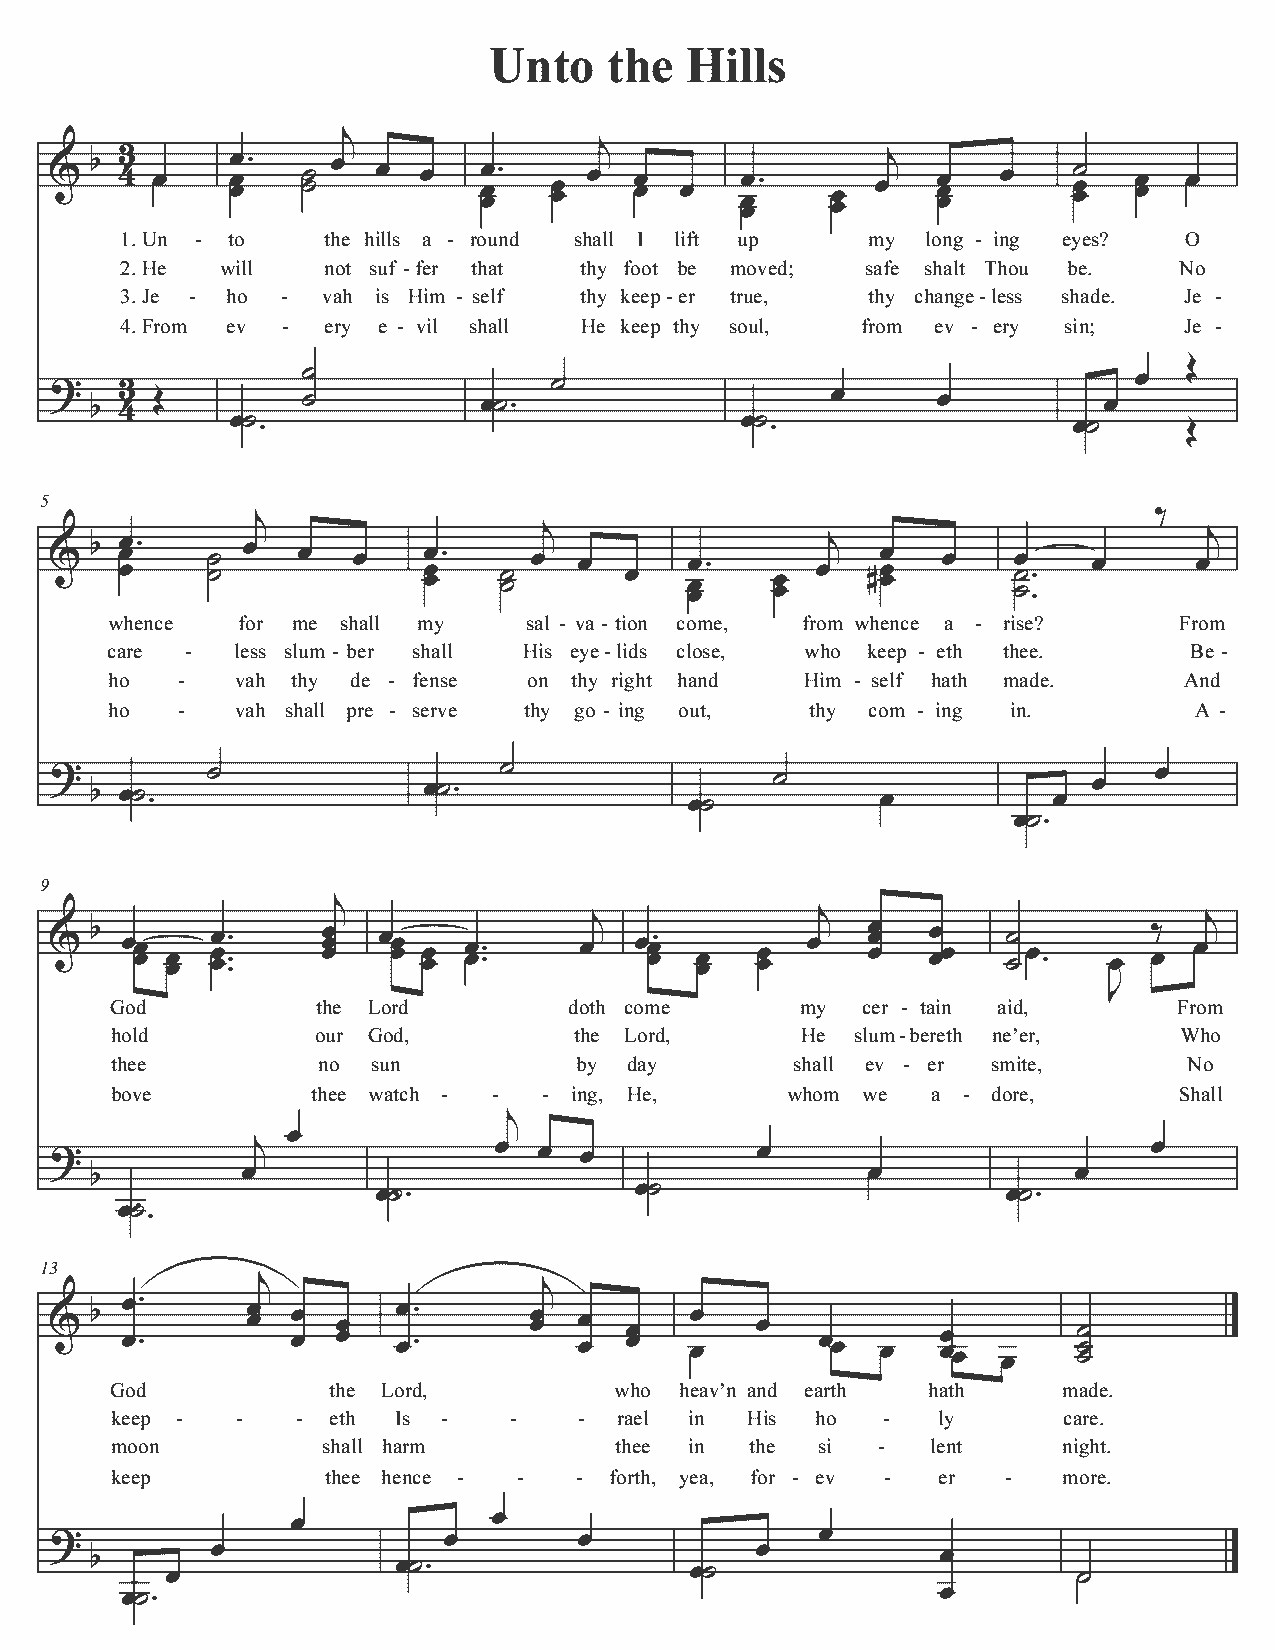 Unto the Hills
1. Un - to the hills a - round shall I lift up my long - ing eyes? O
2. He will not suf - fer that thy foot be moved; safe shalt Thou be. No
3. Je - ho - vah is Him - self thy keep - er true, thy change - less shade. Je -
4. From ev - ery e - vil shall He keep thy soul, from ev - ery sin; Je -
5
whence for me shall my sal - va - tion come, from whence a - rise? From
care - less slum - ber shall His eye - lids close, who keep - eth thee. Be -
ho - vah thy de - fense on thy right hand Him - self hath made. And
ho - vah shall pre - serve thy go - ing out, thy com - ing in. A -
9
God the Lord doth come my cer - tain aid, From
hold our God, the Lord, He slum - bereth ne’er, Who
thee no sun by day shall ev - er smite, No
bove thee watch - - - ing, He, whom we a - dore, Shall
13
God the Lord, who heav’n and earth hath made.
keep - - - eth Is - - - rael in His ho - ly care.
moon shall harm thee in the si - lent night.
keep thee hence - - - forth, yea, for - ev - er - more.